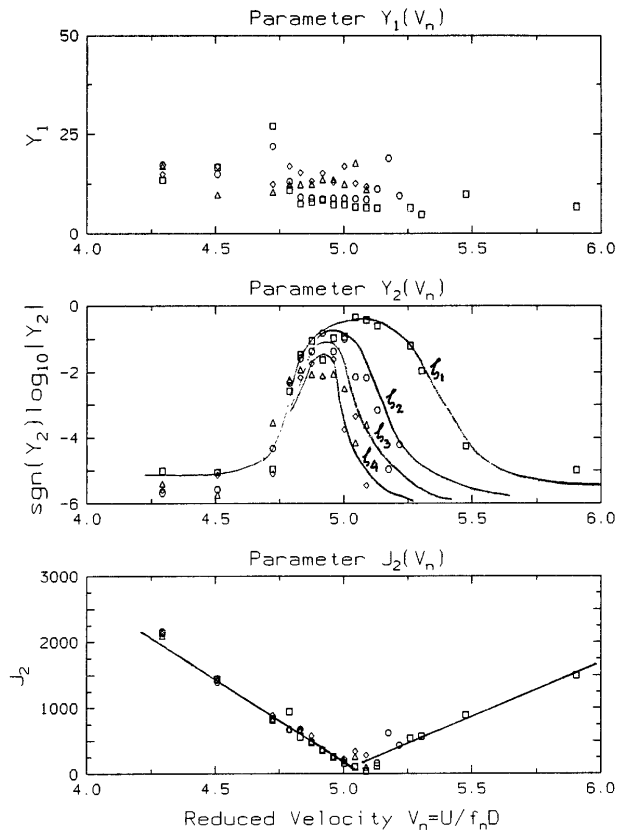 Parameter Y₁(Vₙ)
50
25
0
Y₁
4.0 4.5 5.0 5.5 6.0
Parameter Y₂(Vₙ)
0
-2
-4
-6
sgn(Y₂)log₁₀|Y₂|
ζ₁
ζ₂
ζ₃
ζ₄
4.0 4.5 5.0 5.5 6.0
Parameter J₂(Vₙ)
3000
2000
1000
0
J₂
4.0 4.5 5.0 5.5 6.0
Reduced Velocity Vₙ=U/fₙD